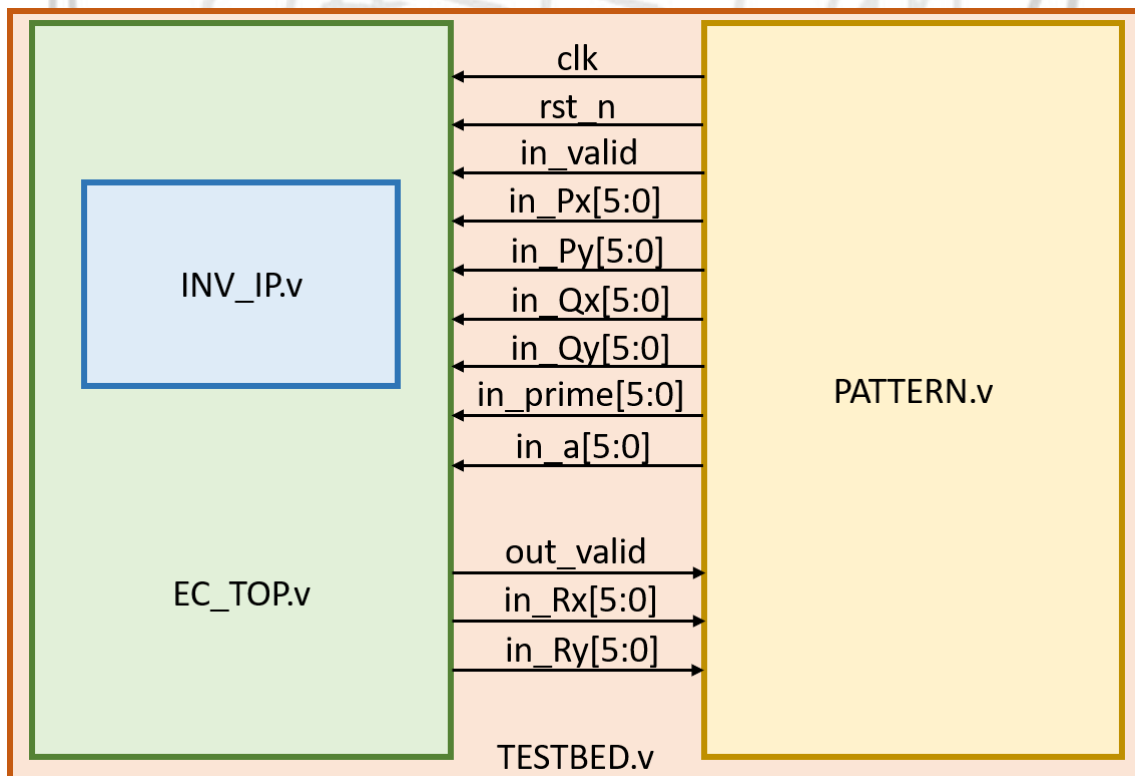 clk
rst_n
in_valid
in_Px[5:0]
in_Py[5:0]
in_Qx[5:0]
in_Qy[5:0]
in_prime[5:0]
in_a[5:0]
INV_IP.v
PATTERN.v
out_valid
in_Rx[5:0]
in_Ry[5:0]
EC_TOP.v
TESTBED.v